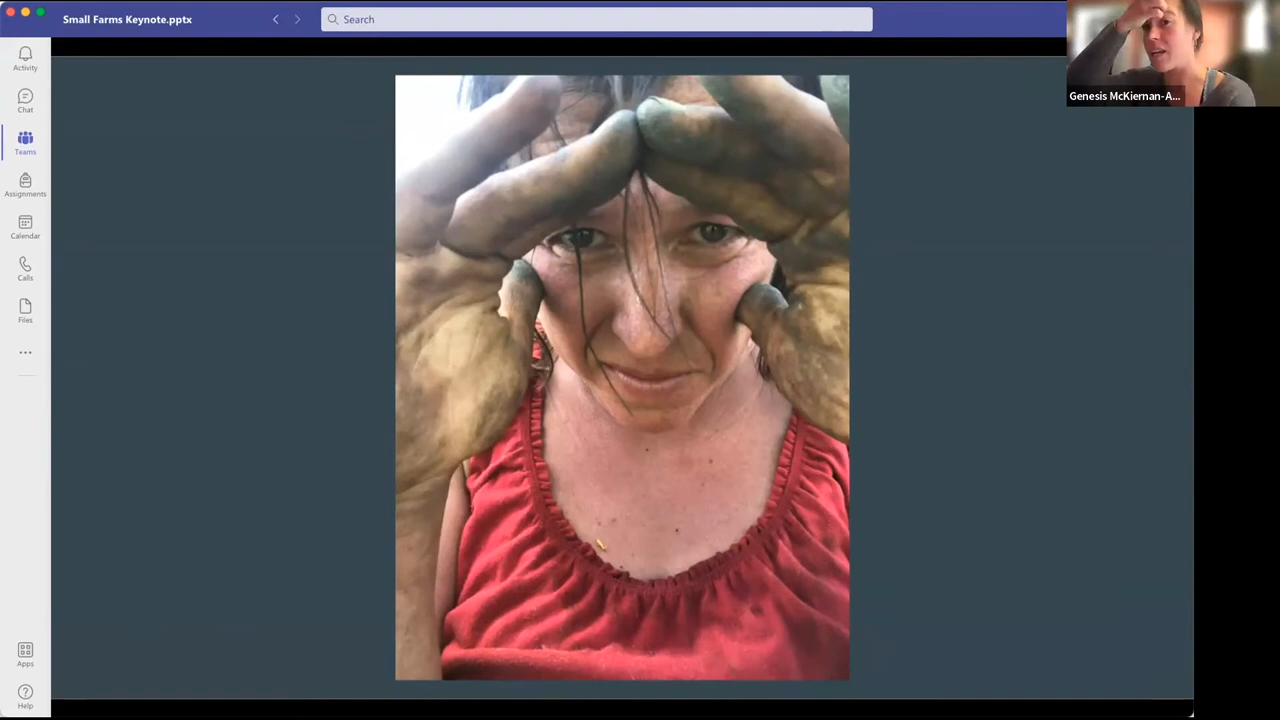 Small Farms Keynote.pptx
Search
Activity
Chat
Teams
Assignments
Calendar
Calls
Files
Apps
Help
Genesis McKiernan-A...